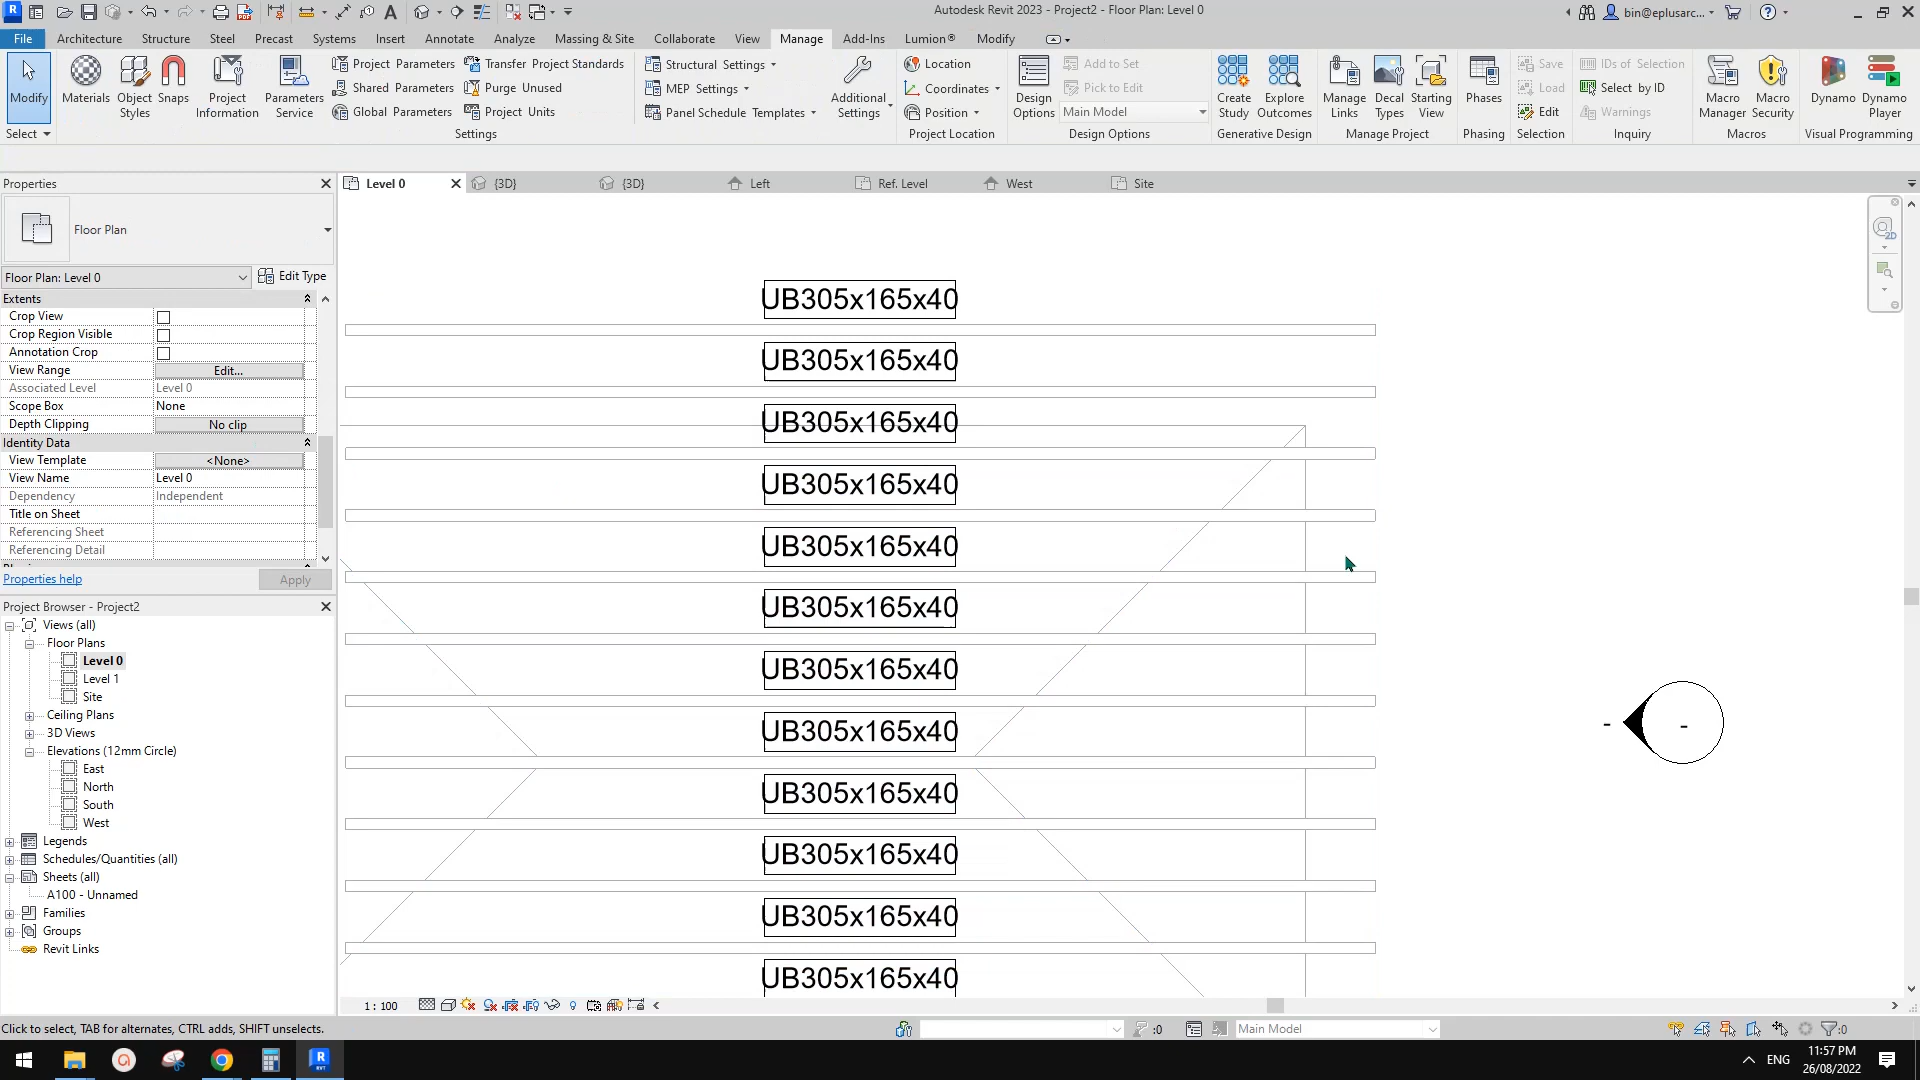 Autodesk Revit 2023 - Project2 - Floor Plan: Level 0
bin@eplusarc...
File Architecture Structure Steel Precast Systems Insert Annotate Analyze Massing & Site Collaborate View Manage Add-Ins Lumion® Modify
Modify
Materials
Object Styles
Snaps
Project Information
Parameters Service
Project Parameters
Shared Parameters
Global Parameters
Transfer Project Standards
Purge Unused
Project Units
Structural Settings
MEP Settings
Panel Schedule Templates
Additional Settings
Location
Coordinates
Position
Design Options
Add to Set
Pick to Edit
Main Model
Create Study
Explore Outcomes
Manage Links
Decal Types
Starting View
Phases
Save
Load
Edit
IDs of Selection
Select by ID
Warnings
Macro Manager
Macro Security
Dynamo
Dynamo Player
Select Settings Project Location Design Options Generative Design Manage Project Phasing Selection Inquiry Macros Visual Programming
Properties
Floor Plan
Floor Plan: Level 0
Edit Type
Extents
Crop View
Crop Region Visible
Annotation Crop
View Range Edit...
Associated Level Level 0
Scope Box None
Depth Clipping No clip
Identity Data
View Template <None>
View Name Level 0
Dependency Independent
Title on Sheet
Referencing Sheet
Referencing Detail
Properties help
Apply
Project Browser - Project2
Views (all)
Floor Plans
Level 0
Level 1
Site
Ceiling Plans
3D Views
Elevations (12mm Circle)
East
North
South
West
Legends
Schedules/Quantities (all)
Sheets (all)
A100 - Unnamed
Families
Groups
Revit Links
Level 0 {3D} {3D} Left Ref. Level West Site
2D
UB305x165x40
UB305x165x40
UB305x165x40
UB305x165x40
UB305x165x40
UB305x165x40
UB305x165x40
UB305x165x40
UB305x165x40
UB305x165x40
UB305x165x40
UB305x165x40
- -
1 : 100
Click to select, TAB for alternates, CTRL adds, SHIFT unselects.
:0
Main Model
:0
ENG
11:57 PM
26/08/2022